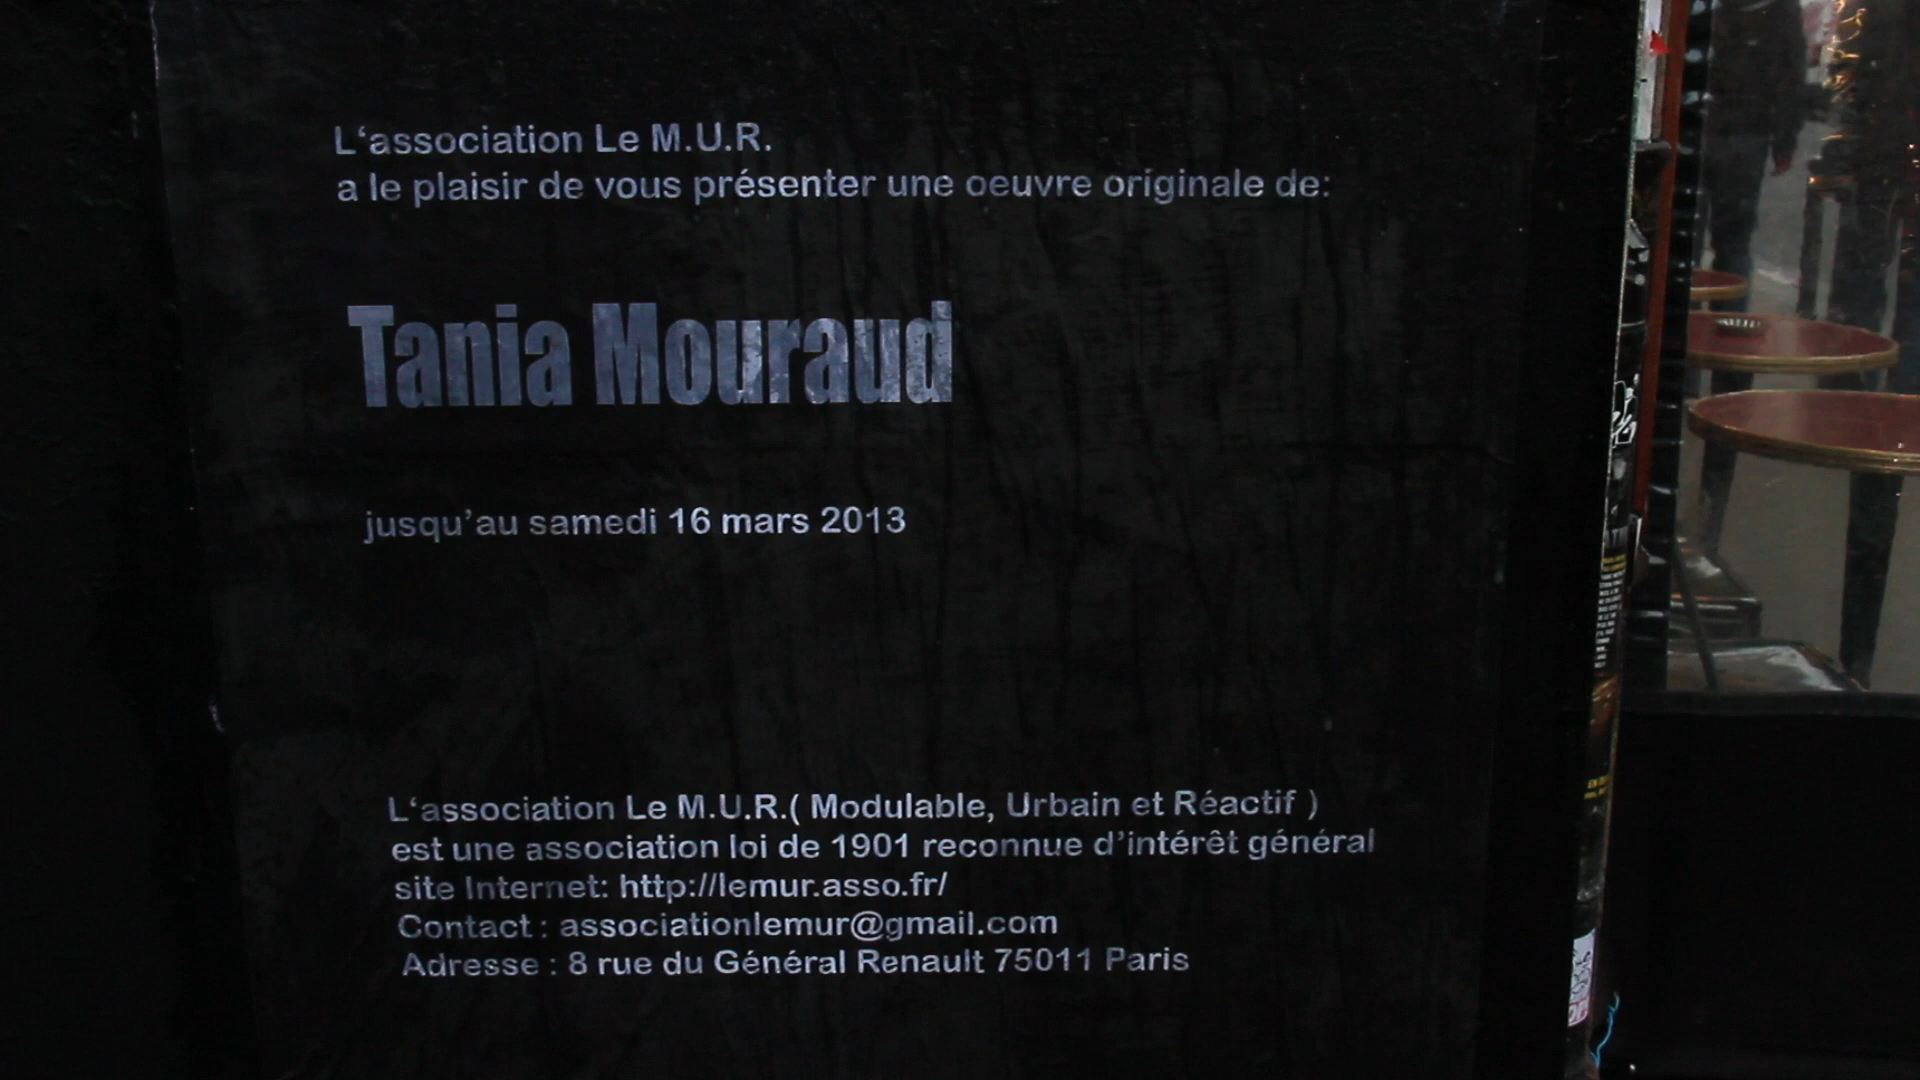 L‘association Le M.U.R.
a le plaisir de vous présenter une oeuvre originale de:
Tania Mouraud
jusqu’au samedi 16 mars 2013
L‘association Le M.U.R.( Modulable, Urbain et Réactif )
est une association loi de 1901 reconnue d’intérêt général
site Internet: http://lemur.asso.fr/
Contact : associationlemur@gmail.com
Adresse : 8 rue du Général Renault 75011 Paris